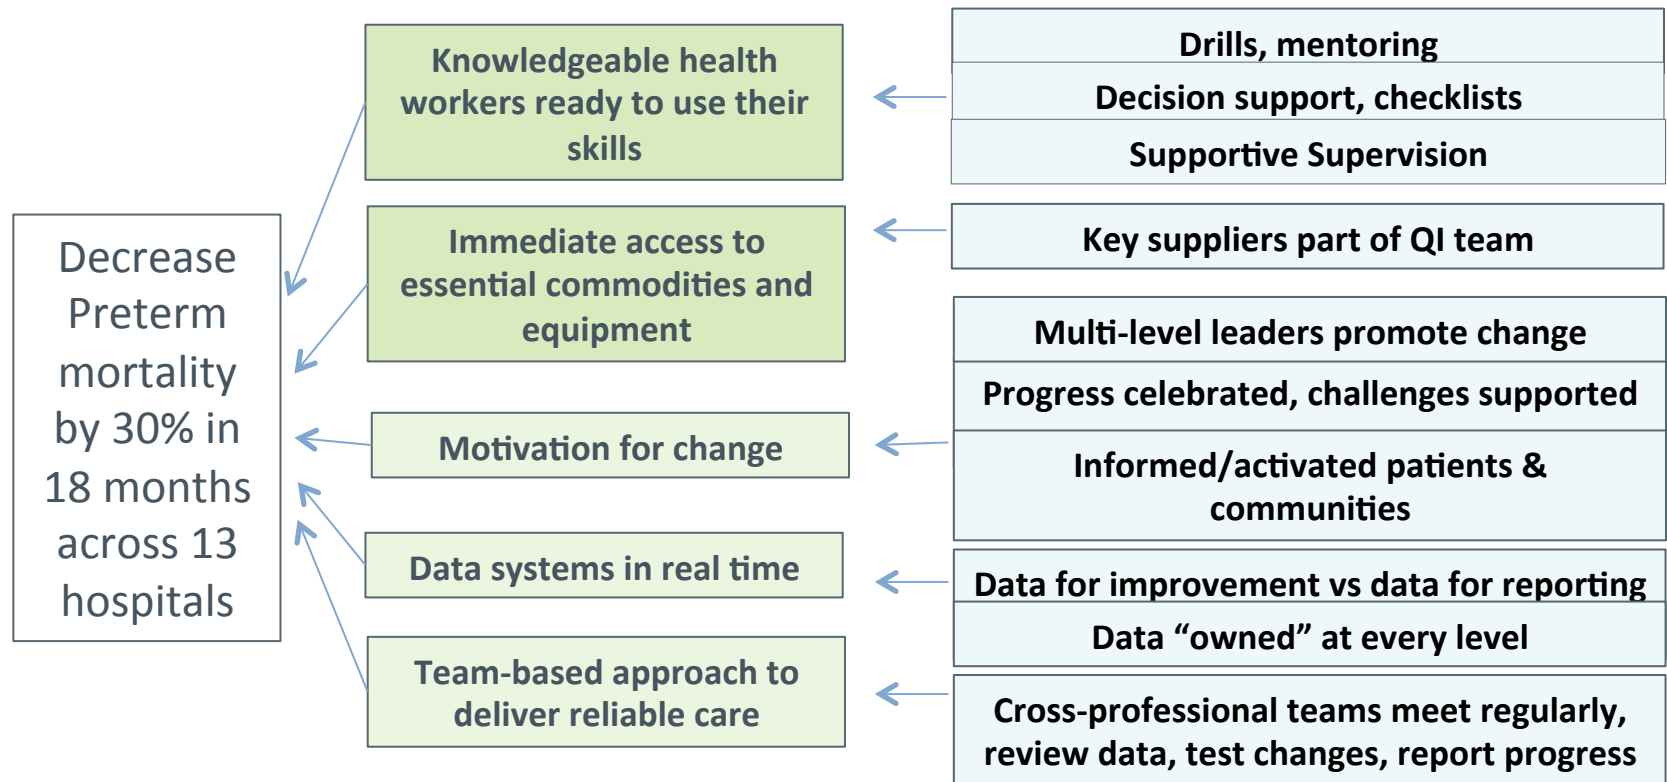 Decrease
Preterm
mortality
by 30% in
18 months
across 13
hospitals
Knowledgeable health
workers ready to use their
skills
Immediate access to
essential commodities and
equipment
Motivation for change
Data systems in real time
Team-based approach to
deliver reliable care
Drills, mentoring
Decision support, checklists
Supportive Supervision
Key suppliers part of QI team
Multi-level leaders promote change
Progress celebrated, challenges supported
Informed/activated patients &
communities
Data for improvement vs data for reporting
Data “owned” at every level
Cross-professional teams meet regularly,
review data, test changes, report progress